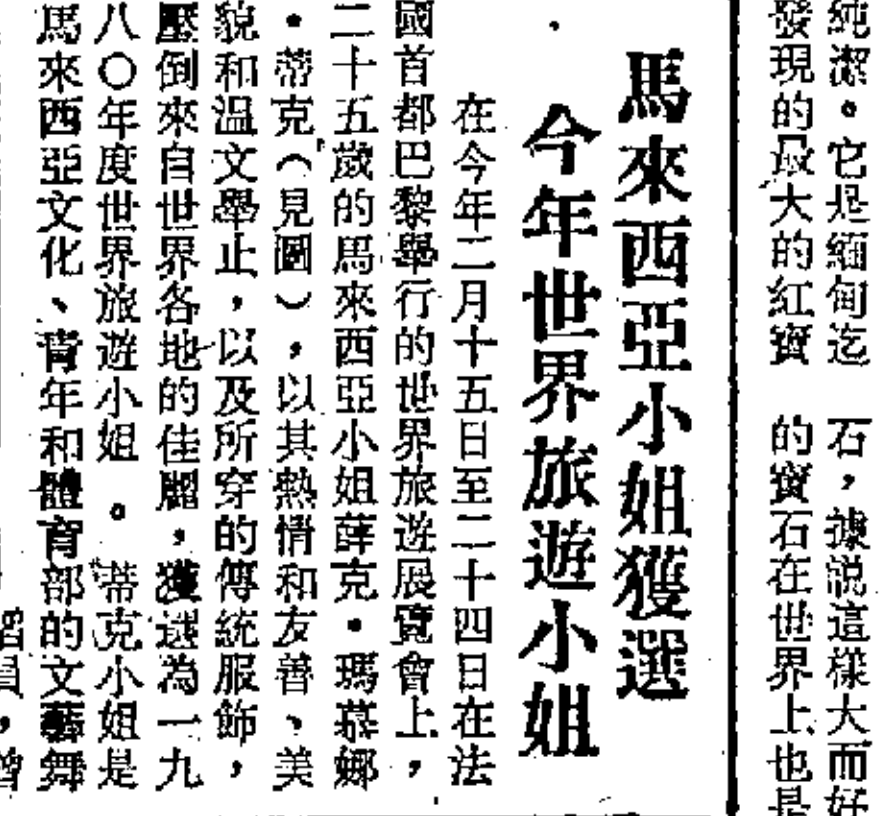 純潔。它是緬甸迄
發現的最大的紅寶
石，據説這樣大而好
的寶石在世界上也是
馬來西亞小姐獲選
今年世界旅遊小姐
在今年二月十五日至二十四日在法
國首都巴黎舉行的世界旅遊展覽會上，
二十五歲的馬來西亞小姐薛克·瑪慕娜
·蒂克（見圖），以其熱情和友善、美
貌和温文舉止，以及所穿的傳統服飾，
壓倒來自世界各地的佳麗，獲選為一九
八〇年度世界旅遊小姐。蒂克小姐是
馬來西亞文化、青年和體育部的文藝舞
員，曾